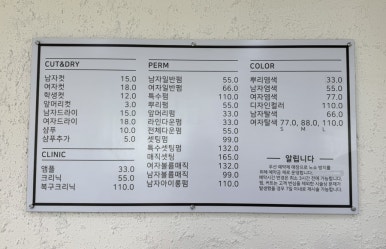 CUT&DRY
남자컷 15.0
여자컷 18.0
학생컷 12.0
앞머리컷 3.0
남자드라이 15.0
여자드라이 18.0
샴푸 10.0
샴푸추가 5.0
CLINIC
앰플 33.0
크리닉 55.0
복구크리닉 110.0
PERM
남자일반펌 55.0
여자일반펌 66.0
특수펌 110.0
뿌리펌 55.0
앞머리펌 33.0
라인다운펌 33.0
전체다운펌 55.0
셋팅펌 99.0
특수셋팅펌 132.0
매직셋팅 165.0
여자볼륨매직 132.0
남자볼륨매직 99.0
남자아이롱펌 110.0
COLOR
뿌리염색 33.0
남자염색 55.0
여자염색 77.0
디자인컬러 110.0
남자탈색 66.0
여자탈색 77.0, 88.0, 110.0
S M L
알립니다